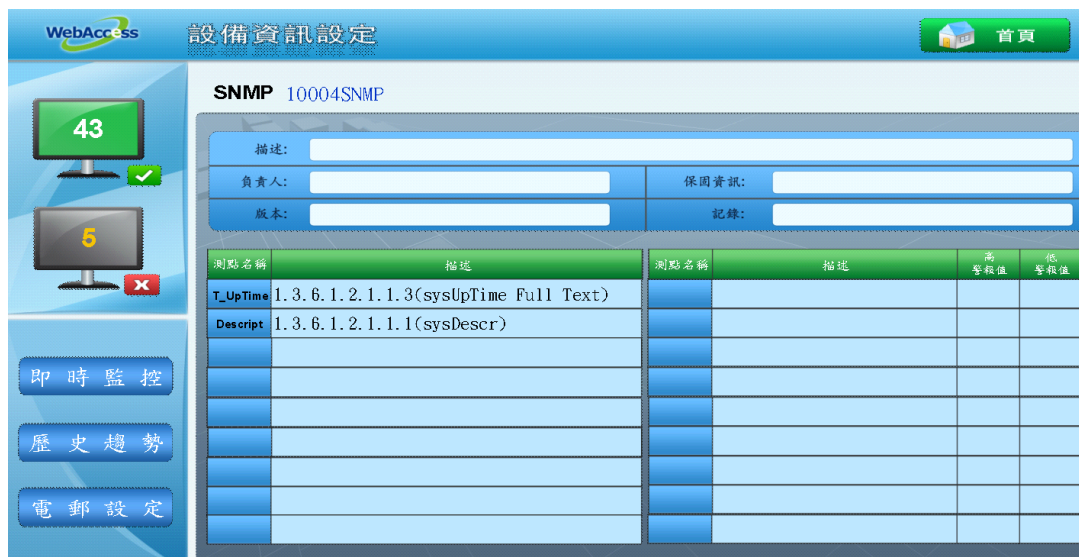 WebAccess
設備資訊設定
首頁
43
5
即時監控
歷史趨勢
電郵設定
SNMP 10004SNMP
描述:
負責人: 保固資訊:
版本: 記錄:
測點名稱 描述 測點名稱 描述 高警報值 低警報值
T_UpTime 1.3.6.1.2.1.1.3(sysUpTime Full Text)
Descript 1.3.6.1.2.1.1.1(sysDescr)